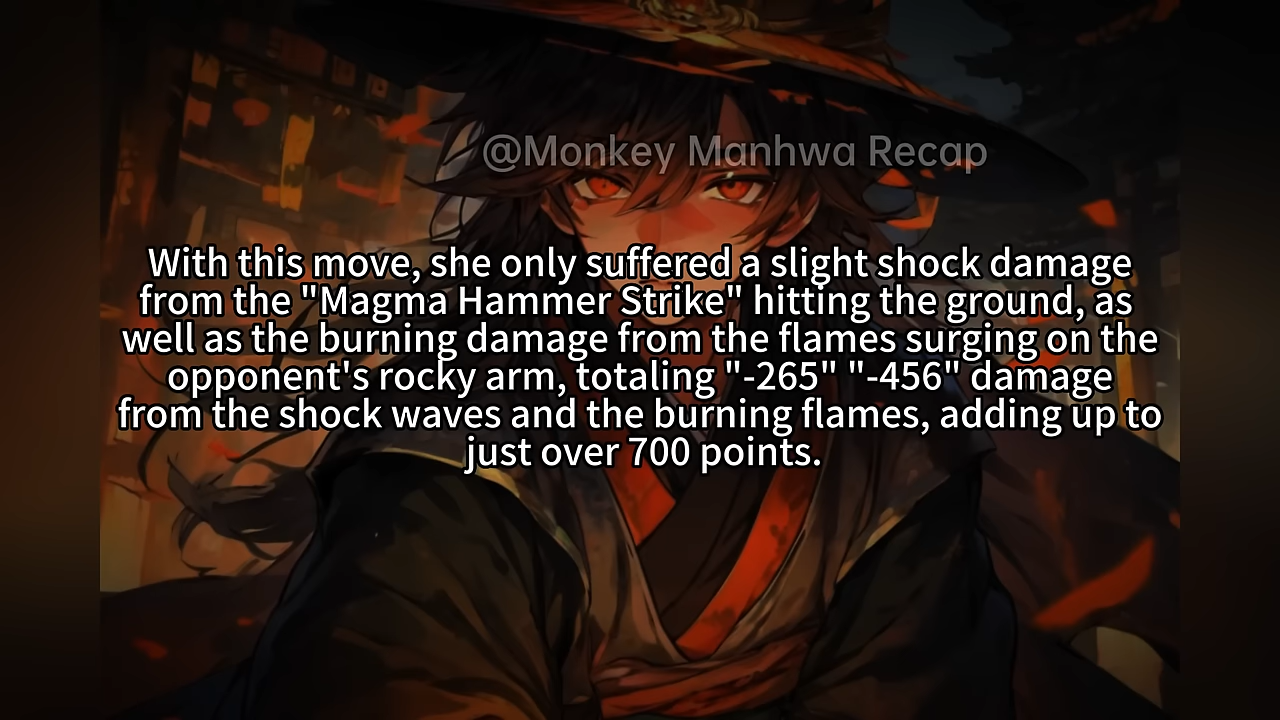 @Monkey Manhwa Recap
With this move, she only suffered a slight shock damage
from the "Magma Hammer Strike" hitting the ground, as
well as the burning damage from the flames surging on the
opponent's rocky arm, totaling "-265" "-456" damage
from the shock waves and the burning flames, adding up to
just over 700 points.